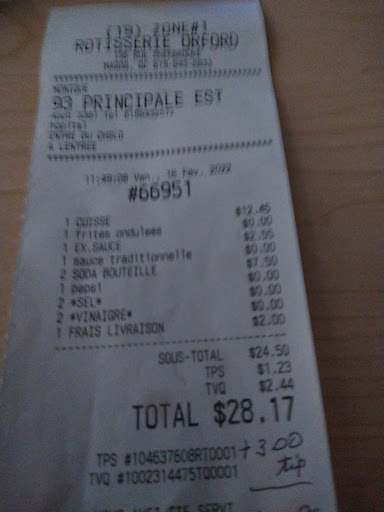 (19) ZONE#1
ROTISSERIE ORFORD
MONIQUE
93 PRINCIPALE EST
A L'ENTREE
11:48:08 Ven., 18 Fev. 2022
#66951
1 CUISSE $12.45
1 frites ondulees $0.00
1 EX.SAUCE $2.55
1 sauce traditionnelle $0.00
2 SODA BOUTEILLE $7.50
1 pepsi $0.00
2 *SEL* $0.00
2 *VINAIGRE* $0.00
1 FRAIS LIVRAISON $2.00
SOUS-TOTAL $24.50
TPS $1.23
TVQ $2.44
TOTAL $28.17
TPS #104637608RT0001 + 3.00
TVQ #1002314475TQ0001 tip